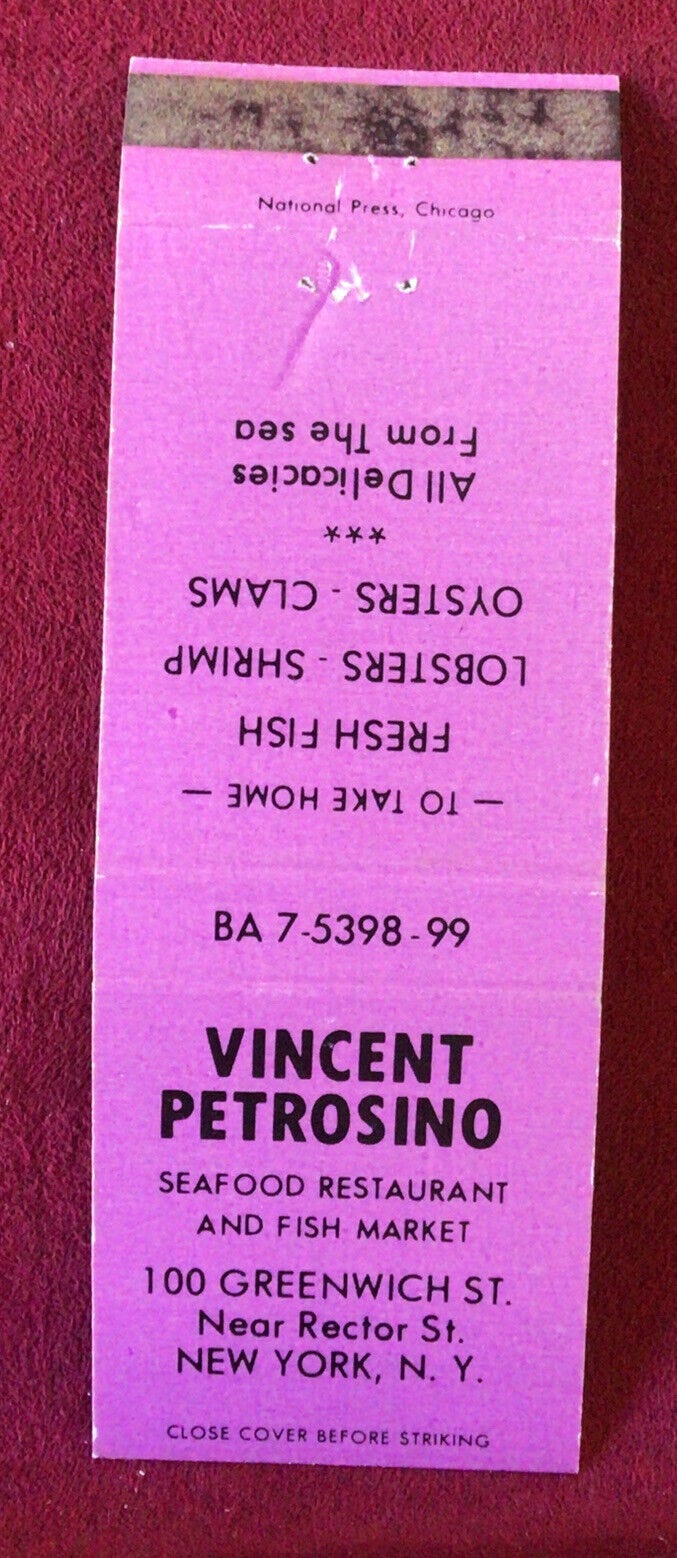 National Press, Chicago
— TO TAKE HOME —
FRESH FISH
LOBSTERS - SHRIMP
OYSTERS - CLAMS
***
All Delicacies
From The sea
BA 7-5398-99
VINCENT
PETROSINO
SEAFOOD RESTAURANT
AND FISH MARKET
100 GREENWICH ST.
Near Rector St.
NEW YORK, N. Y.
CLOSE COVER BEFORE STRIKING